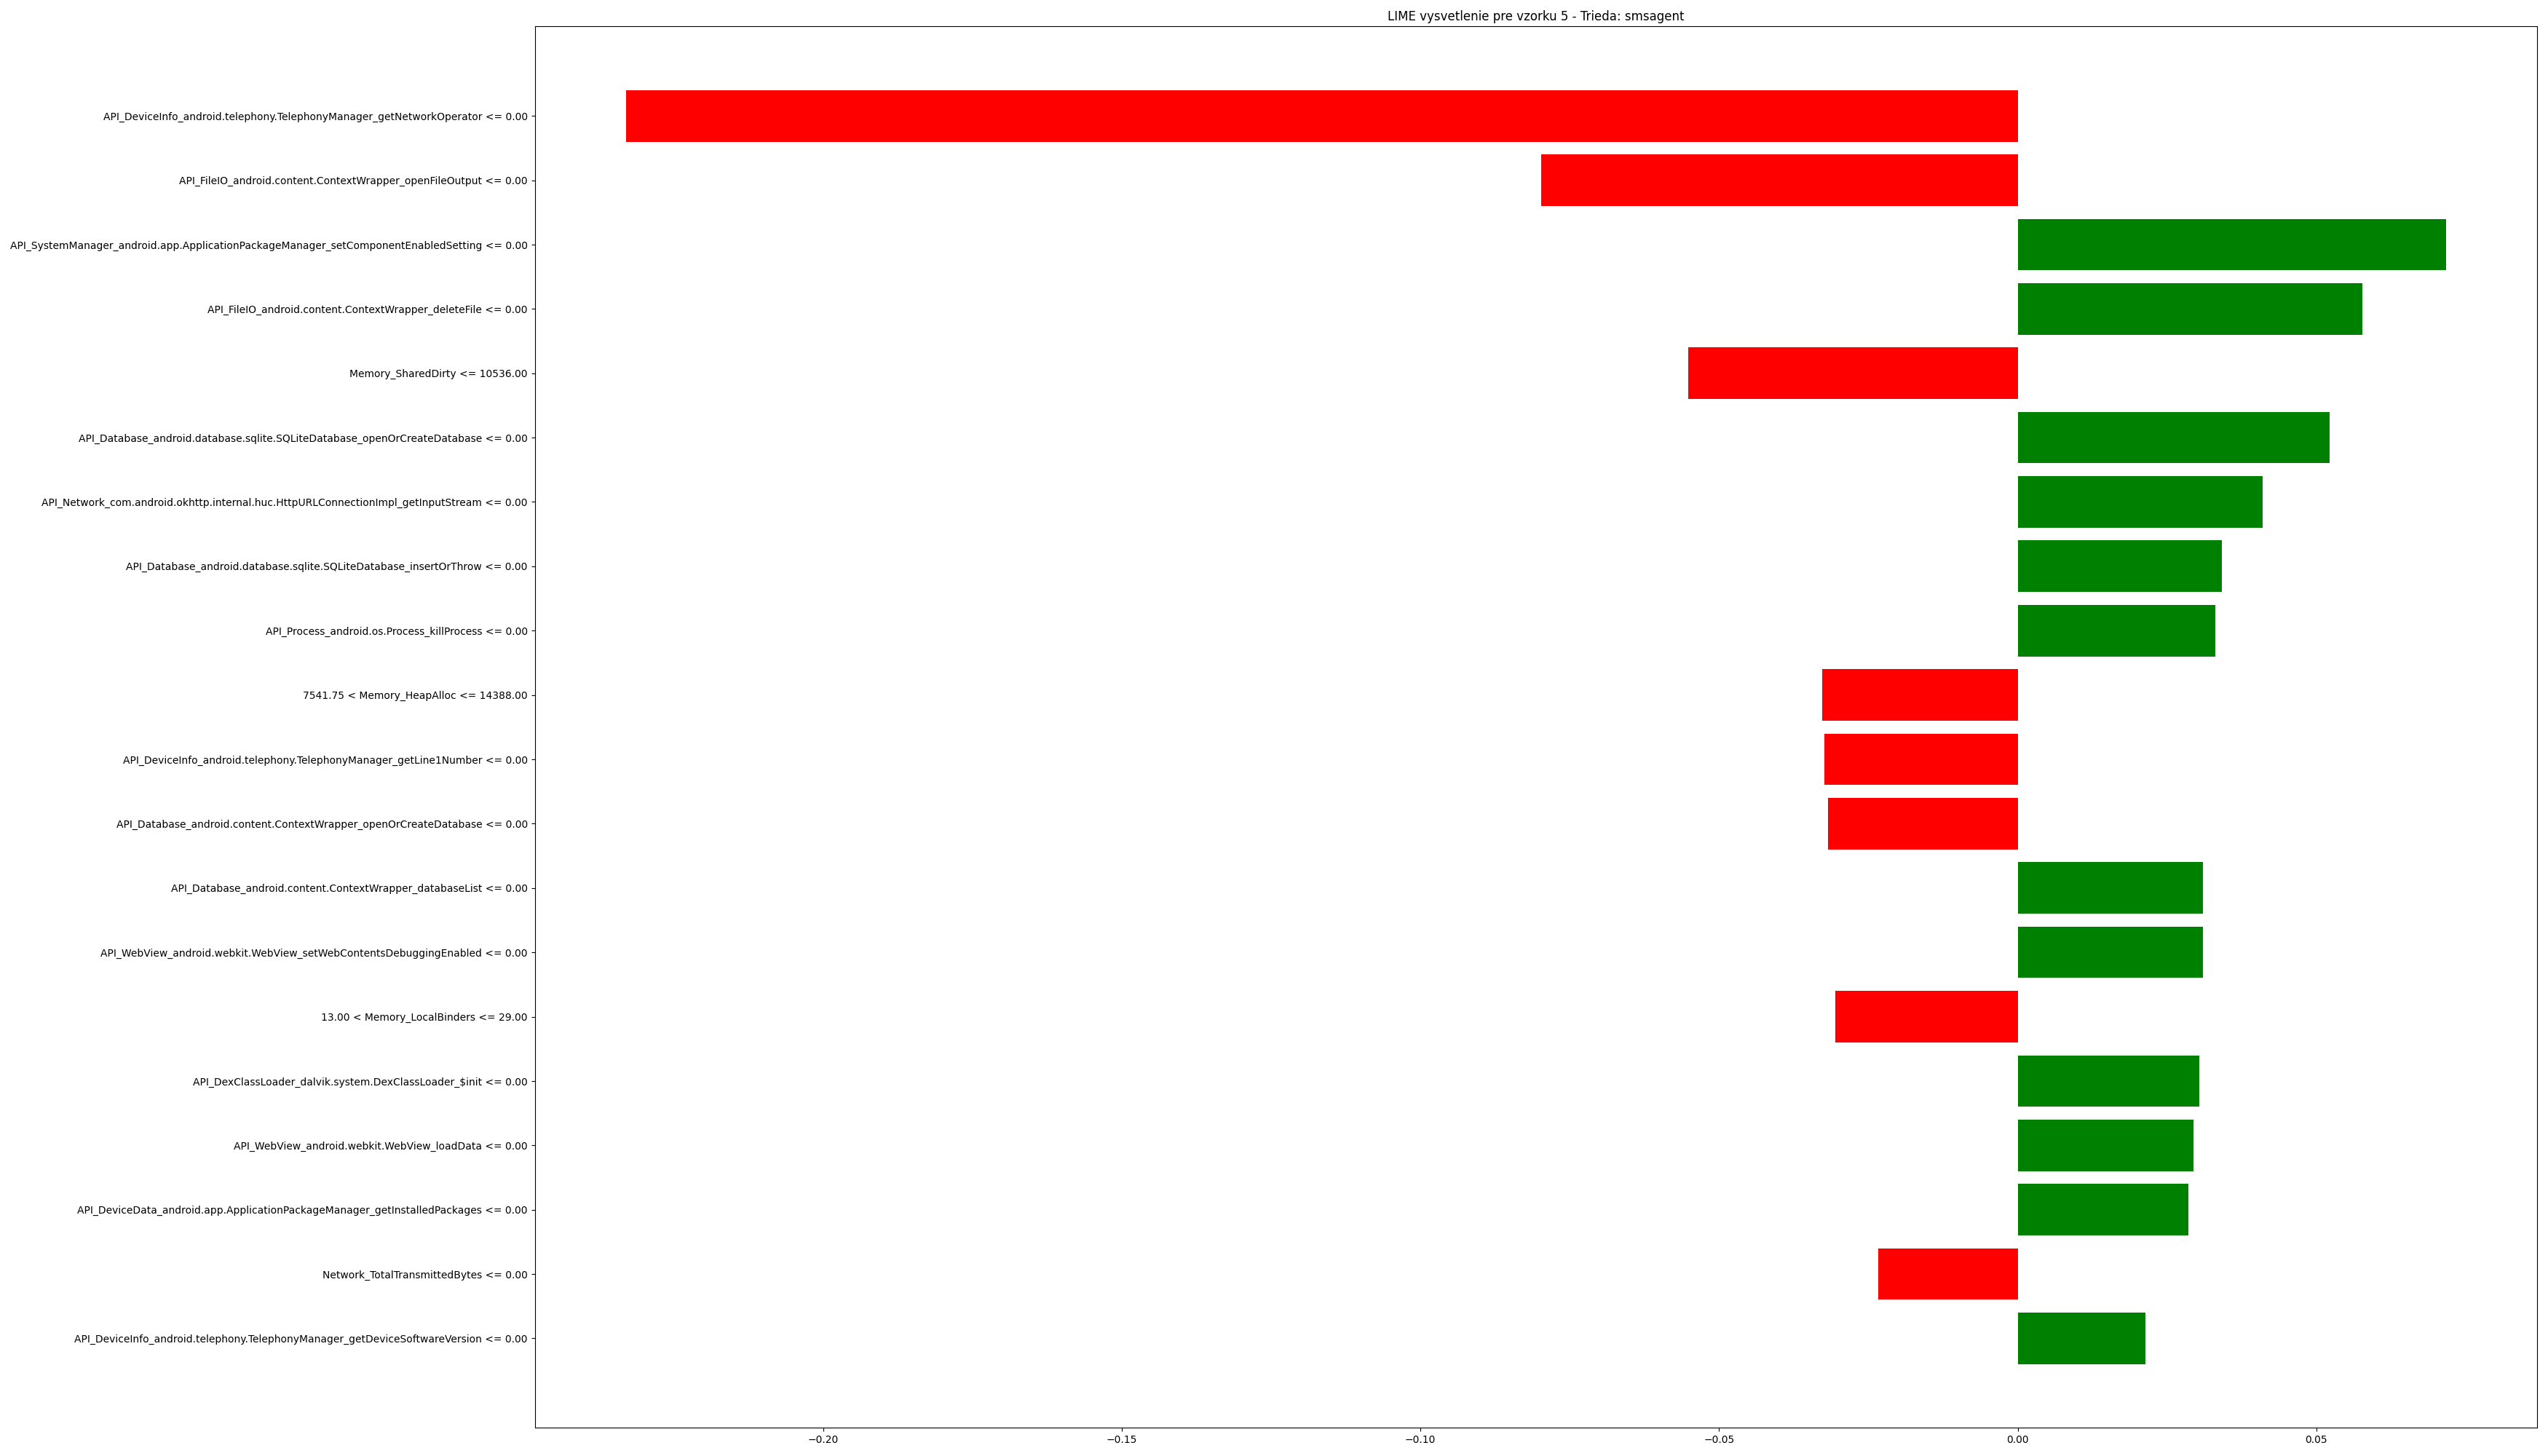 LIME vysvetlenie pre vzorku 5 - Trieda: smsagent
API_DeviceInfo_android.telephony.TelephonyManager_getNetworkOperator <= 0.00
API_FileIO_android.content.ContextWrapper_openFileOutput <= 0.00
API_SystemManager_android.app.ApplicationPackageManager_setComponentEnabledSetting <= 0.00
API_FileIO_android.content.ContextWrapper_deleteFile <= 0.00
Memory_SharedDirty <= 10536.00
API_Database_android.database.sqlite.SQLiteDatabase_openOrCreateDatabase <= 0.00
API_Network_com.android.okhttp.internal.huc.HttpURLConnectionImpl_getInputStream <= 0.00
API_Database_android.database.sqlite.SQLiteDatabase_insertOrThrow <= 0.00
API_Process_android.os.Process_killProcess <= 0.00
7541.75 < Memory_HeapAlloc <= 14388.00
API_DeviceInfo_android.telephony.TelephonyManager_getLine1Number <= 0.00
API_Database_android.content.ContextWrapper_openOrCreateDatabase <= 0.00
API_Database_android.content.ContextWrapper_databaseList <= 0.00
API_WebView_android.webkit.WebView_setWebContentsDebuggingEnabled <= 0.00
13.00 < Memory_LocalBinders <= 29.00
API_DexClassLoader_dalvik.system.DexClassLoader_$init <= 0.00
API_WebView_android.webkit.WebView_loadData <= 0.00
API_DeviceData_android.app.ApplicationPackageManager_getInstalledPackages <= 0.00
Network_TotalTransmittedBytes <= 0.00
API_DeviceInfo_android.telephony.TelephonyManager_getDeviceSoftwareVersion <= 0.00
−0.20 −0.15 −0.10 −0.05 0.00 0.05